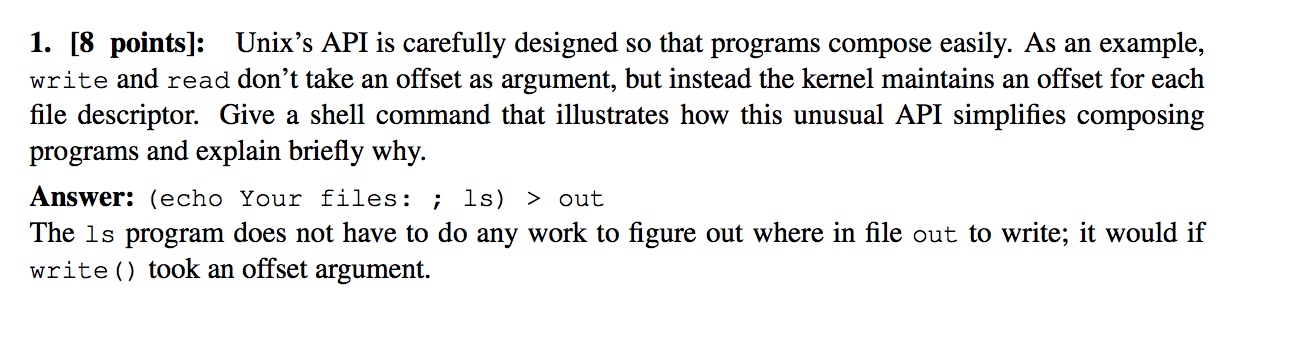 1. [8 points]: Unix's API is carefully designed so that programs compose easily. As an example,
write and read don't take an offset as argument, but instead the kernel maintains an offset for each
file descriptor. Give a shell command that illustrates how this unusual API simplifies composing
programs and explain briefly why.
Answer: (echo Your files: ; ls) > out
The ls program does not have to do any work to figure out where in file out to write; it would if
write() took an offset argument.